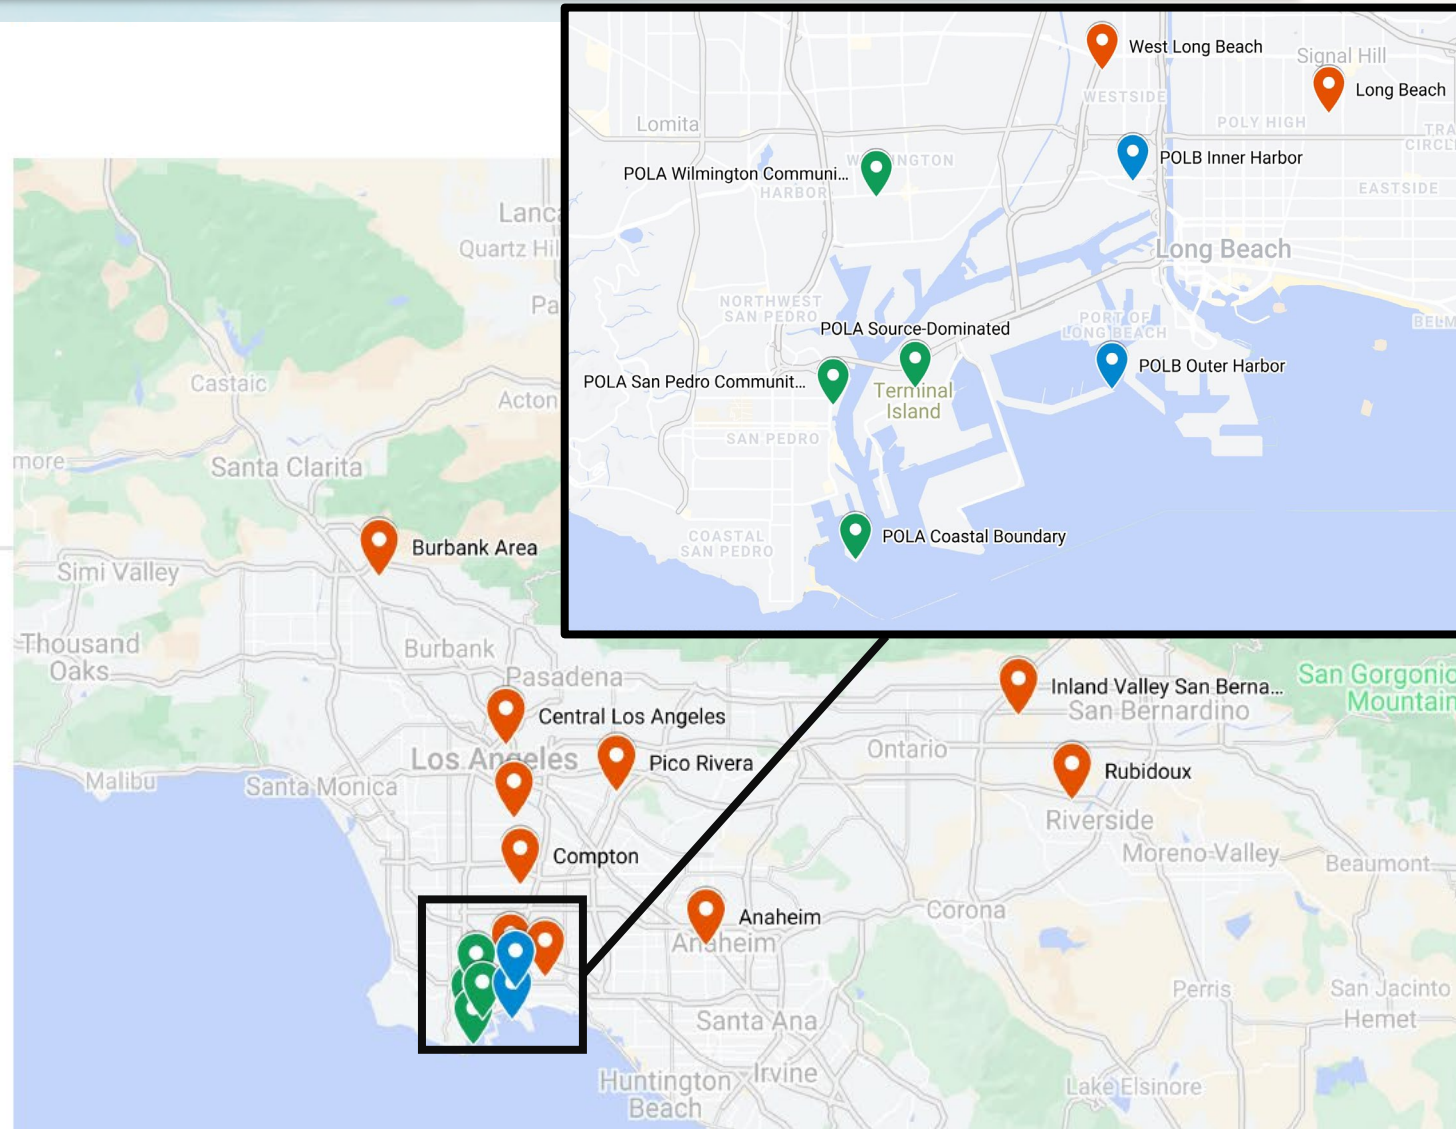 West Long Beach
Signal Hill
Long Beach
WESTSIDE
POLY HIGH
Lomita
POLB Inner Harbor
POLA Wilmington Communi...
HARBOR
EASTSIDE
Long Beach
NORTHWEST
SAN PEDRO
PORT OF
LONG BEACH
POLA Source-Dominated
POLB Outer Harbor
POLA San Pedro Communit...
Terminal
Island
SAN PEDRO
COASTAL
SAN PEDRO
POLA Coastal Boundary
Quartz Hil
Castaic
Acton
Santa Clarita
Burbank Area
Simi Valley
Thousand
Oaks
Burbank
Pasadena
Central Los Angeles
Los Angeles
Pico Rivera
Malibu
Santa Monica
Compton
Inland Valley San Berna...
San Bernardino
San Gorgonio
Mountain
Ontario
Rubidoux
Riverside
Moreno Valley
Beaumont
Anaheim
Anaheim
Corona
Perris
San Jacinto
Hemet
Santa Ana
Irvine
Huntington
Beach
Lake Elsinore